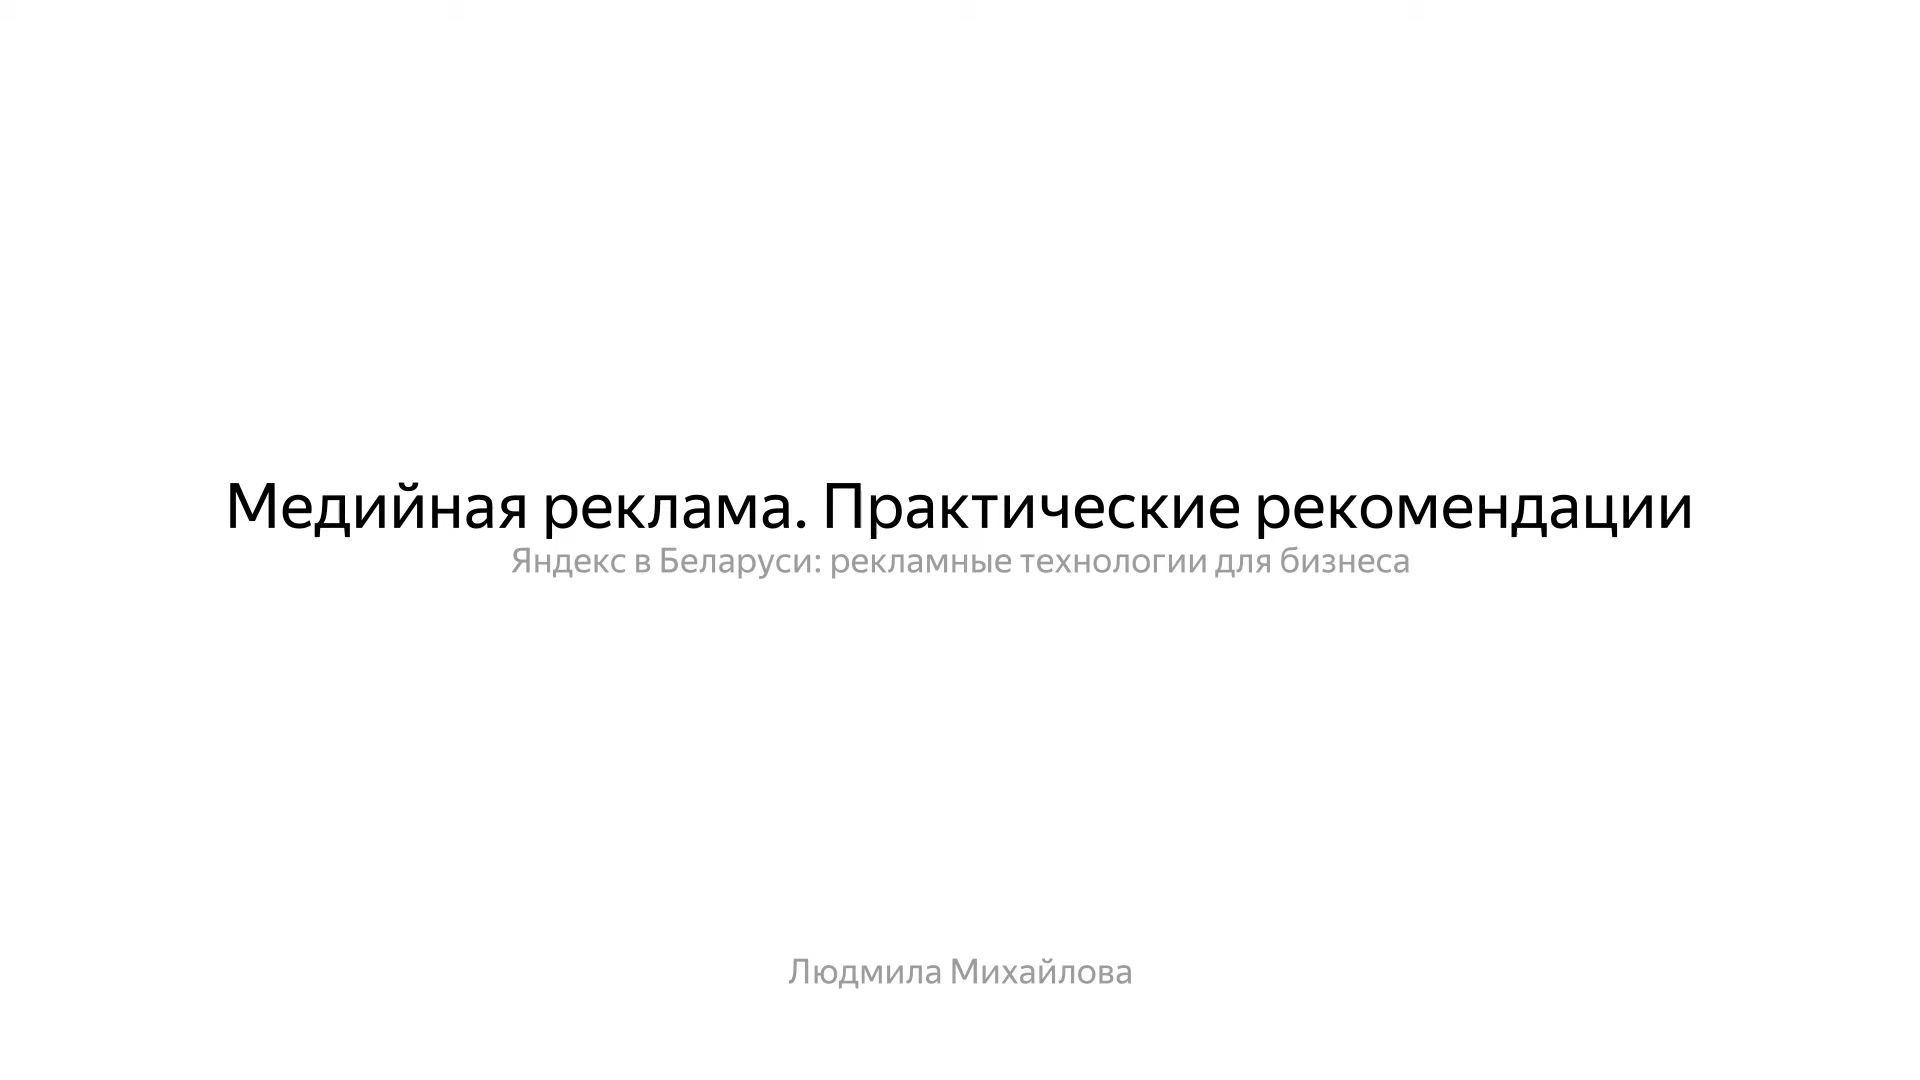 Медийная реклама. Практические рекомендации
Яндекс в Беларуси: рекламные технологии для бизнеса
Людмила Михайлова